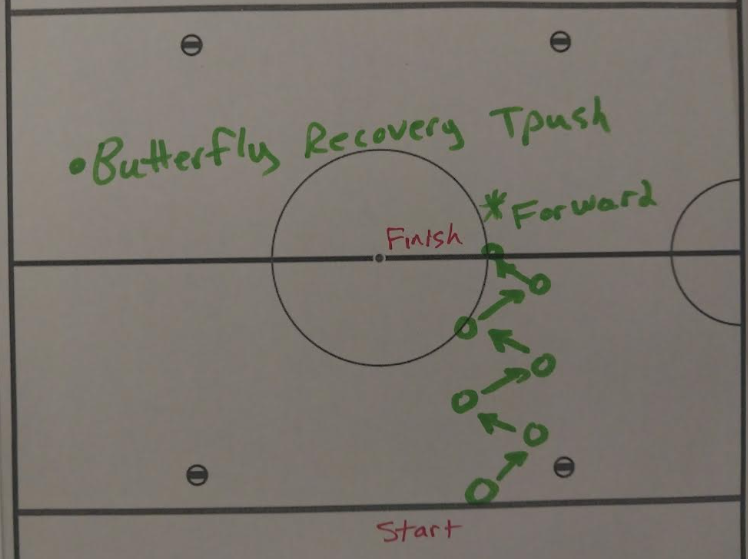 • Butterfly Recovery Tpush
* Forward
Finish
Start